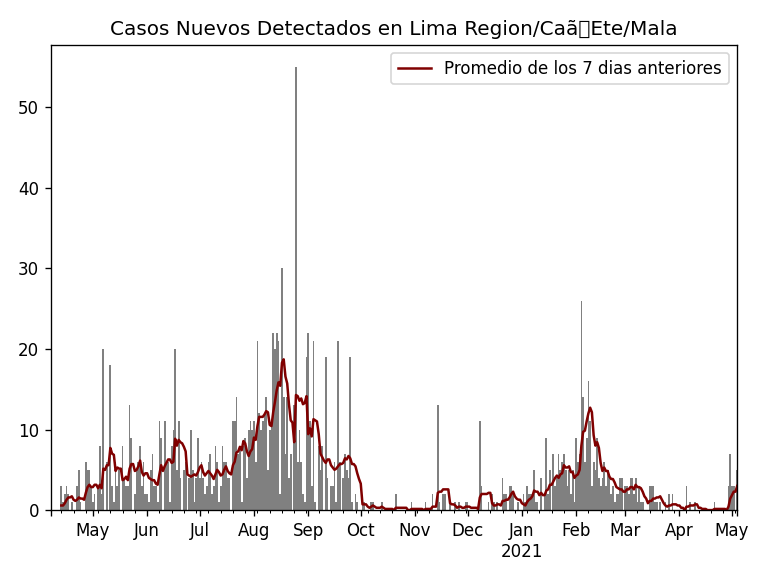 Casos Nuevos Detectados en Lima Region/Caã▯Ete/Mala
Promedio de los 7 dias anteriores
50
40
30
20
10
0
May Jun Jul Aug Sep Oct Nov Dec Jan Feb Mar Apr May
2021